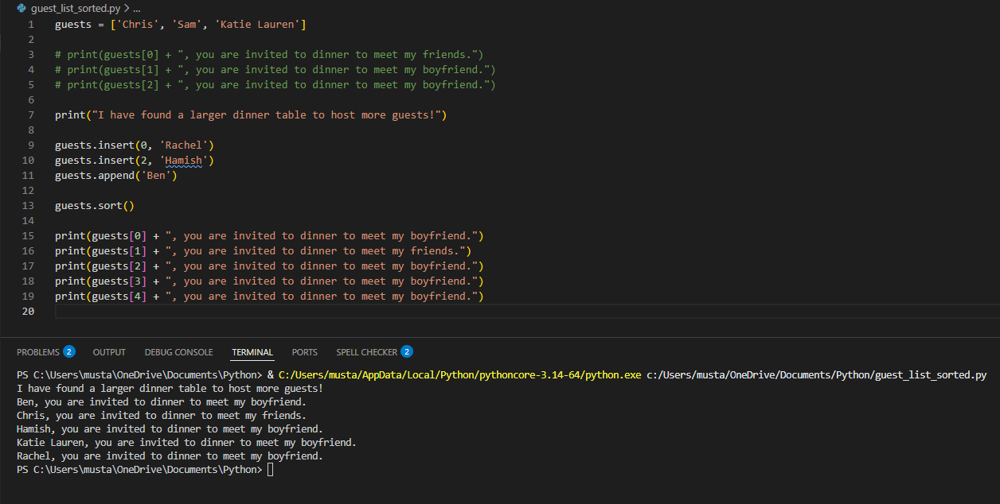 guest_list_sorted.py > ...
1 guests = ['Chris', 'Sam', 'Katie Lauren']
2
3 # print(guests[0] + ", you are invited to dinner to meet my friends.")
4 # print(guests[1] + ", you are invited to dinner to meet my boyfriend.")
5 # print(guests[2] + ", you are invited to dinner to meet my boyfriend.")
6
7 print("I have found a larger dinner table to host more guests!")
8
9 guests.insert(0, 'Rachel')
10 guests.insert(2, 'Hamish')
11 guests.append('Ben')
12
13 guests.sort()
14
15 print(guests[0] + ", you are invited to dinner to meet my boyfriend.")
16 print(guests[1] + ", you are invited to dinner to meet my friends.")
17 print(guests[2] + ", you are invited to dinner to meet my boyfriend.")
18 print(guests[3] + ", you are invited to dinner to meet my boyfriend.")
19 print(guests[4] + ", you are invited to dinner to meet my boyfriend.")
20
PROBLEMS 2 OUTPUT DEBUG CONSOLE TERMINAL PORTS SPELL CHECKER 2
PS C:\Users\musta\OneDrive\Documents\Python> & C:/Users/musta/AppData/Local/Python/pythoncore-3.14-64/python.exe c:/Users/musta/OneDrive/Documents/Python/guest_list_sorted.py
I have found a larger dinner table to host more guests!
Ben, you are invited to dinner to meet my boyfriend.
Chris, you are invited to dinner to meet my friends.
Hamish, you are invited to dinner to meet my boyfriend.
Katie Lauren, you are invited to dinner to meet my boyfriend.
Rachel, you are invited to dinner to meet my boyfriend.
PS C:\Users\musta\OneDrive\Documents\Python>